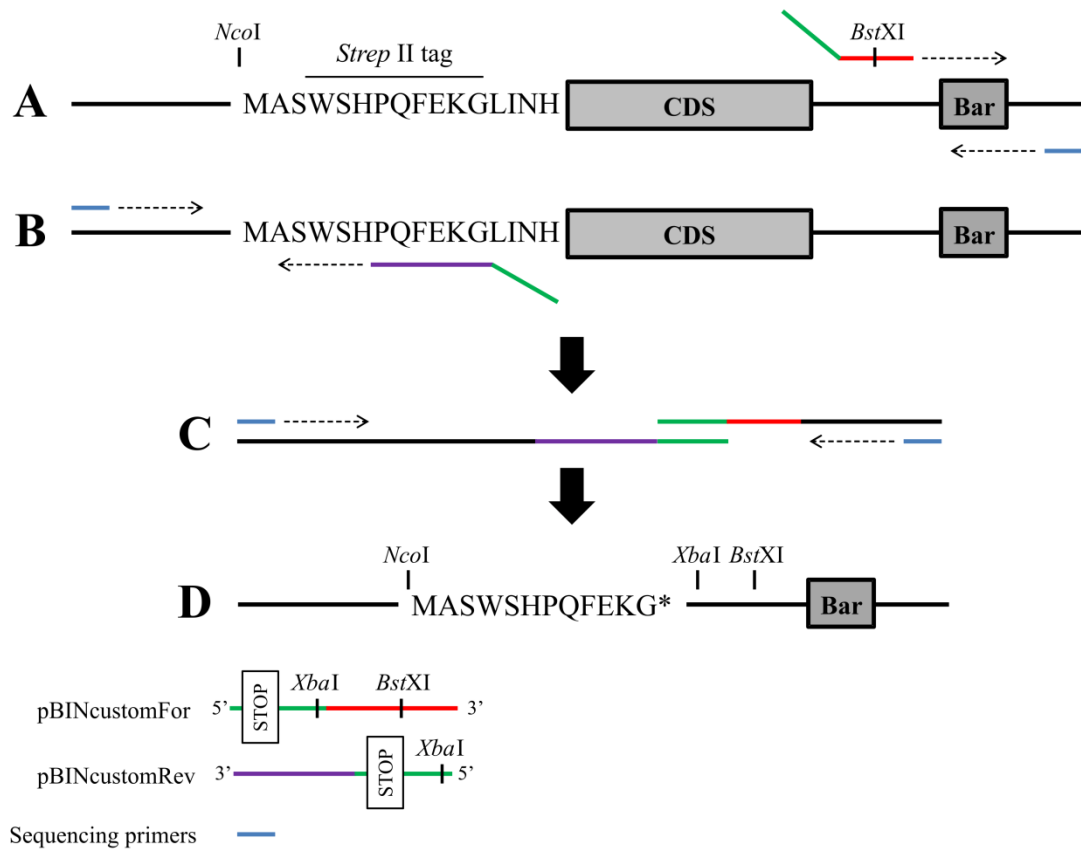 NcoI
Strep II tag
BstXI
A
MASWSHPQFEKGLINH
CDS
Bar
B
MASWSHPQFEKGLINH
CDS
Bar
C
NcoI
XbaI
BstXI
D
MASWSHPQFEKG*
Bar
pBINcustomFor
5’
STOP
XbaI
BstXI
3’
pBINcustomRev
3’
STOP
XbaI
5’
Sequencing primers